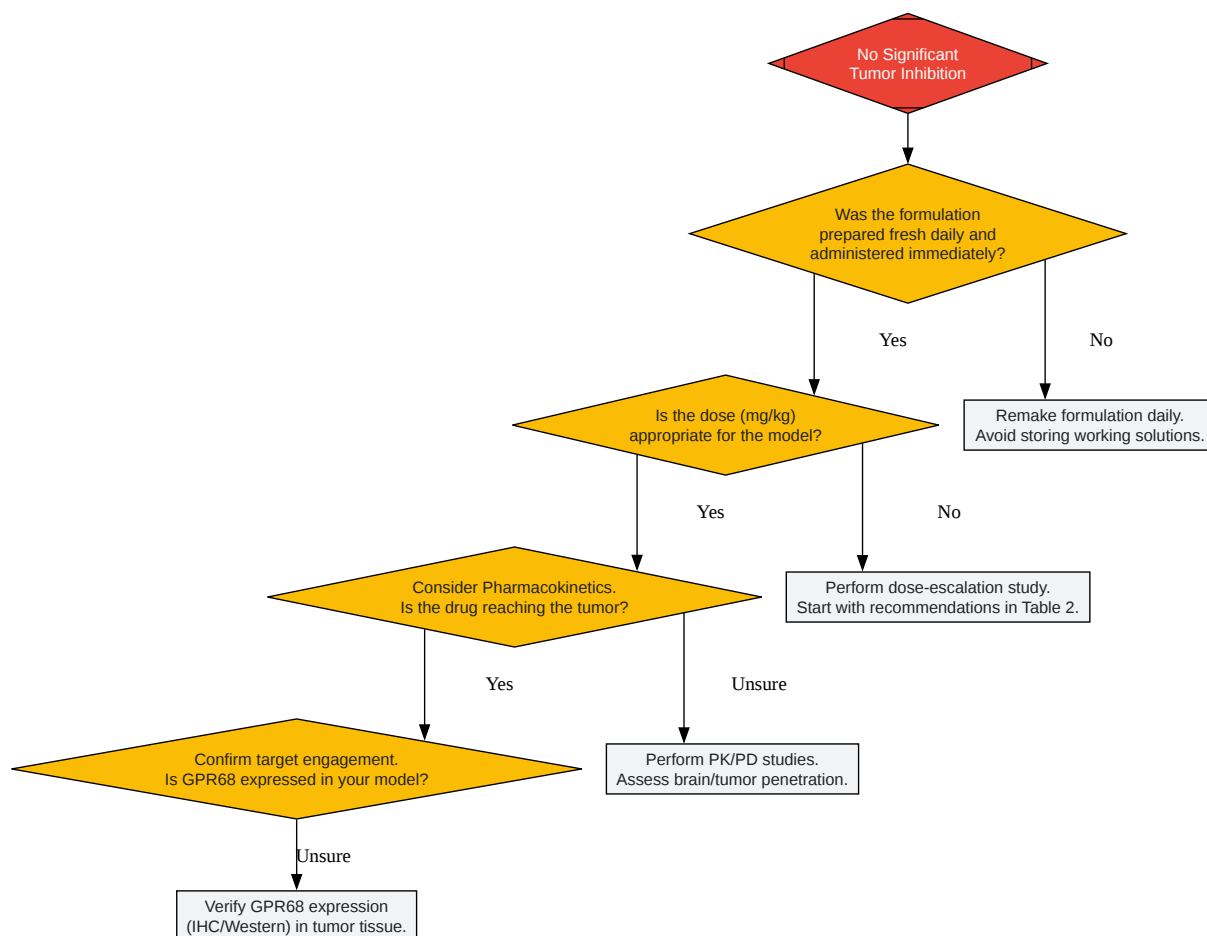 No Significant
Tumor Inhibition
Was the formulation
prepared fresh daily and
administered immediately?
Yes
No
Is the dose (mg/kg)
appropriate for the model?
Remake formulation daily.
Avoid storing working solutions.
Yes
No
Consider Pharmacokinetics.
Is the drug reaching the tumor?
Perform dose-escalation study.
Start with recommendations in Table 2.
Yes
Unsure
Confirm target engagement.
Is GPR68 expressed in your model?
Perform PK/PD studies.
Assess brain/tumor penetration.
Unsure
Verify GPR68 expression
(IHC/Western) in tumor tissue.